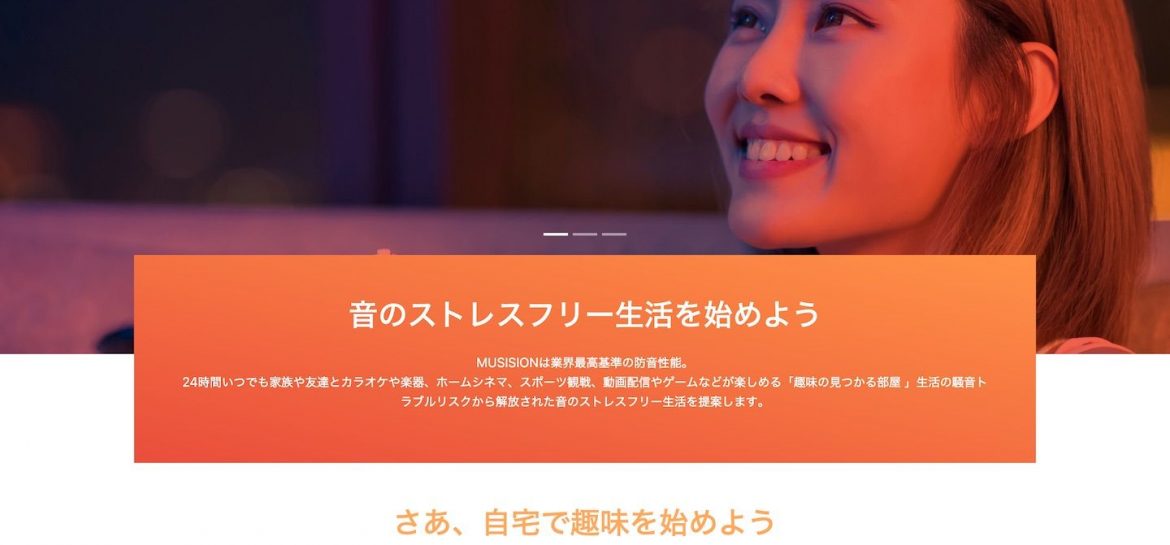 音のストレスフリー生活を始めよう
MUSISIONは業界最高基準の防音性能。
24時間いつでも家族や友達とカラオケや楽器、ホームシネマ、スポーツ観戦、動画配信やゲームなどが楽しめる「趣味の見つかる部屋 」生活の騒音ト
ラブルリスクから解放された音のストレスフリー生活を提案します。
さあ、自宅で趣味を始めよう